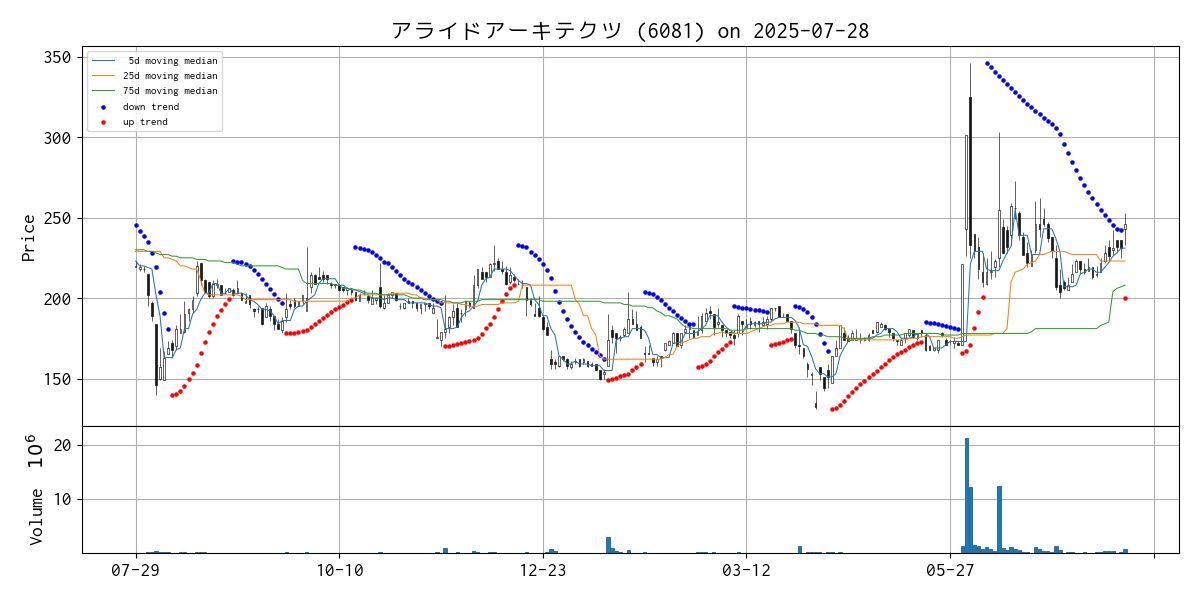 アライドアーキテクツ (6081) on 2025-07-28
5d moving median
25d moving median
75d moving median
down trend
up trend
Price
350
300
250
200
150
Volume 10^6
20
10
07-29
10-10
12-23
03-12
05-27